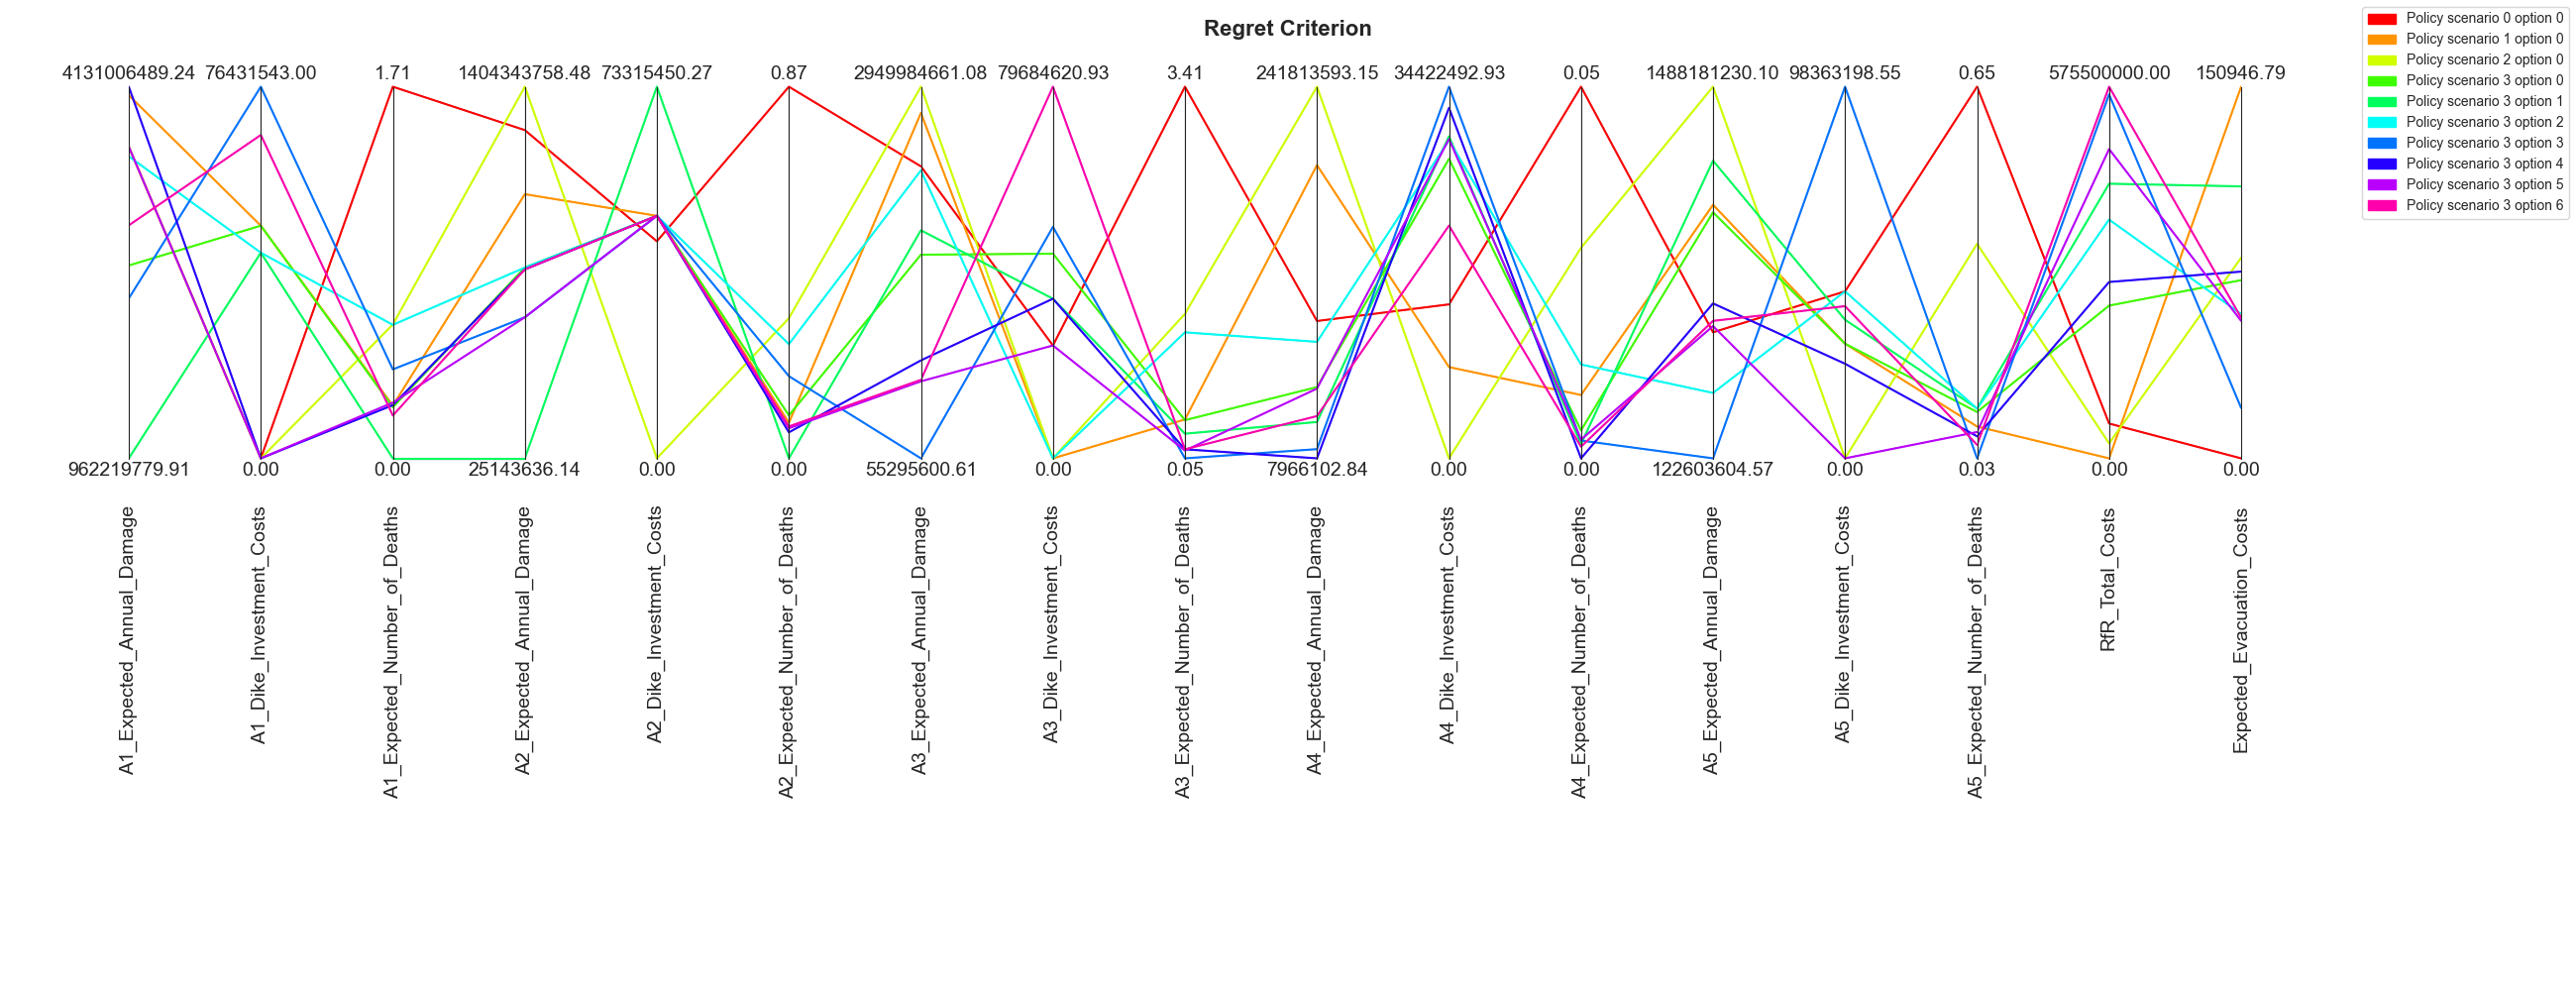 Regret Criterion
4131006489.24 76431543.00 1.71 1404343758.48 73315450.27 0.87 2949984661.08 79684620.93 3.41 241813593.15 34422492.93 0.05 1488181230.10 98363198.55 0.65 575500000.00 150946.79
962219779.91 0.00 0.00 25143636.14 0.00 0.00 55295600.61 0.00 0.05 7966102.84 0.00 0.00 122603604.57 0.00 0.03 0.00 0.00
A1_Expected_Annual_Damage
A1_Dike_Investment_Costs
A1_Expected_Number_of_Deaths
A2_Expected_Annual_Damage
A2_Dike_Investment_Costs
A2_Expected_Number_of_Deaths
A3_Expected_Annual_Damage
A3_Dike_Investment_Costs
A3_Expected_Number_of_Deaths
A4_Expected_Annual_Damage
A4_Dike_Investment_Costs
A4_Expected_Number_of_Deaths
A5_Expected_Annual_Damage
A5_Dike_Investment_Costs
A5_Expected_Number_of_Deaths
RfR_Total_Costs
Expected_Evacuation_Costs
Policy scenario 0 option 0
Policy scenario 1 option 0
Policy scenario 2 option 0
Policy scenario 3 option 0
Policy scenario 3 option 1
Policy scenario 3 option 2
Policy scenario 3 option 3
Policy scenario 3 option 4
Policy scenario 3 option 5
Policy scenario 3 option 6